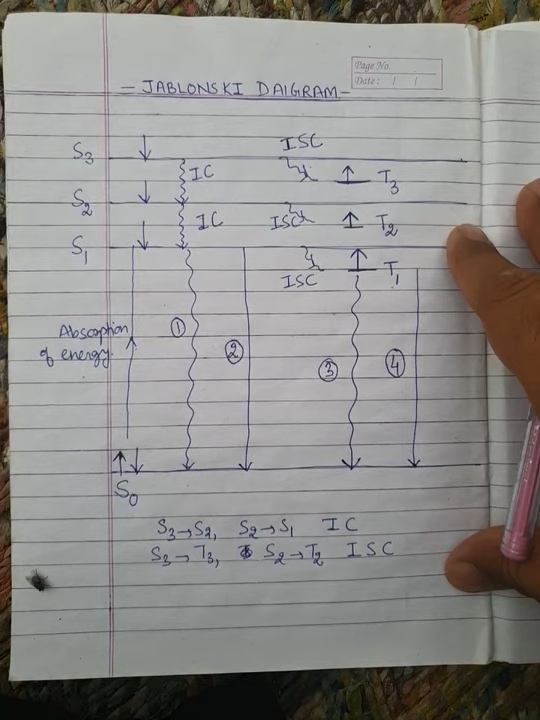 Page No.
Date: / /
- JABLONSKI DAIGRAM -
ISC
S3
IC
T3
S2
IC
ISC
T2
S1
ISC
T1
Absorption
of energy
①
②
③
④
S0
S3→S2, S2→S1 IC
S3→T3, S2→T2 ISC